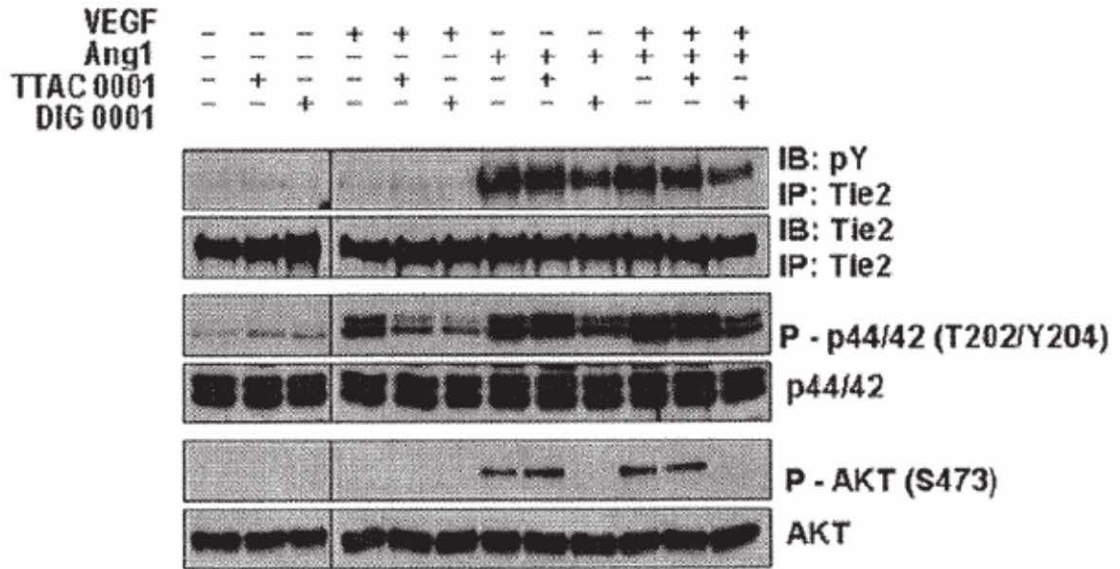 VEGF - - - + + + - - - + + +
Ang1 - - - - - - + + + + + +
TTAC 0001 - + - - + - - + - - + -
DIG 0001 - - + - - + - - + - - +
IB: pY
IP: Tie2
IB: Tie2
IP: Tie2
P - p44/42 (T202/Y204)
p44/42
P - AKT (S473)
AKT